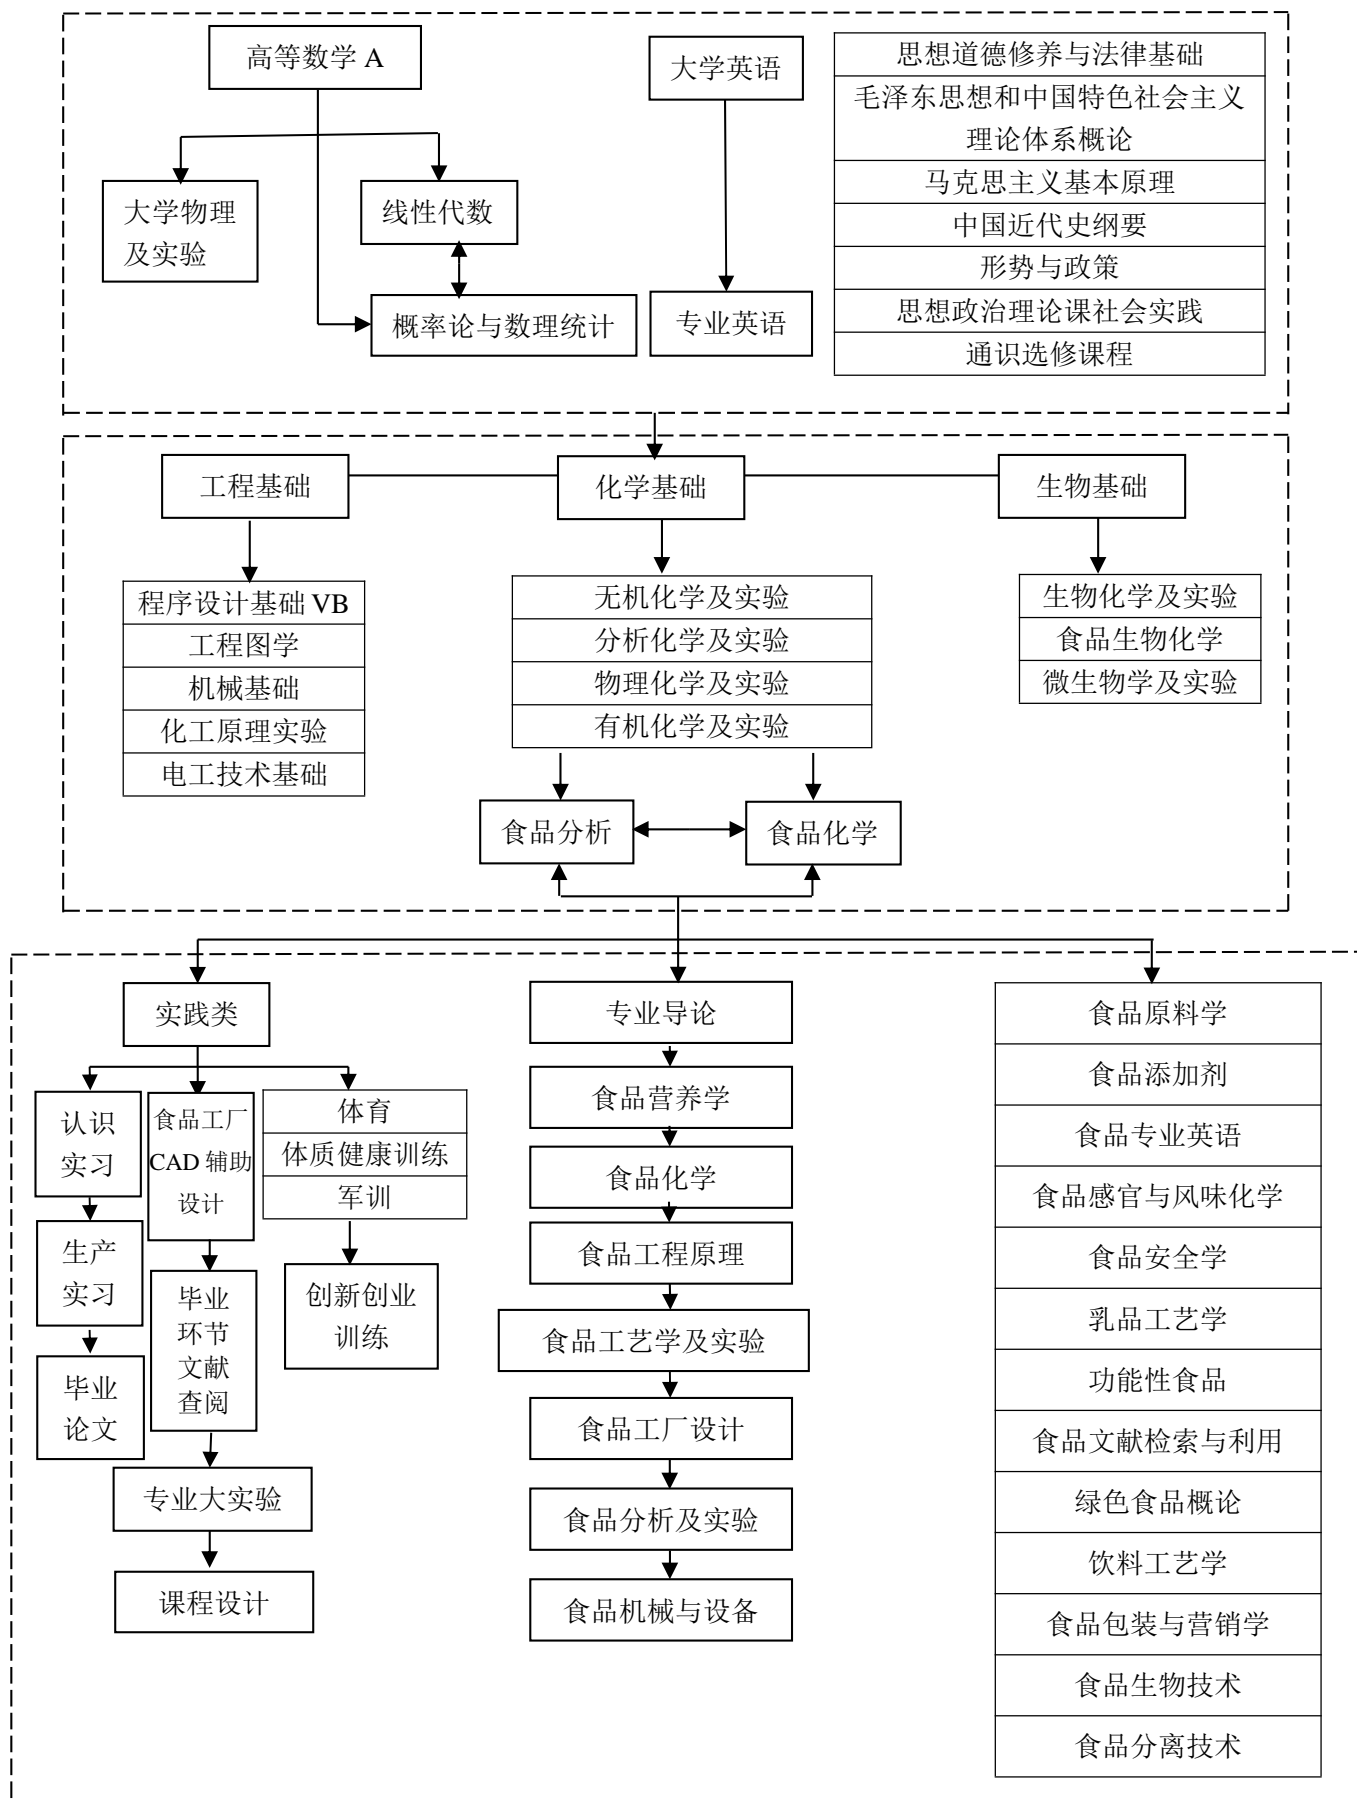 高等数学 A
大学物理
及实验
线性代数
概率论与数理统计
大学英语
专业英语
思想道德修养与法律基础
毛泽东思想和中国特色社会主义
理论体系概论
马克思主义基本原理
中国近代史纲要
形势与政策
思想政治理论课社会实践
通识选修课程
工程基础
化学基础
生物基础
程序设计基础 VB
工程图学
机械基础
化工原理实验
电工技术基础
无机化学及实验
分析化学及实验
物理化学及实验
有机化学及实验
生物化学及实验
食品生物化学
微生物学及实验
食品分析
食品化学
实践类
认识
实习
生产
实习
毕业
论文
食品工厂
CAD 辅助
设计
毕业
环节
文献
查阅
专业大实验
课程设计
体育
体质健康训练
军训
创新创业
训练
专业导论
食品营养学
食品化学
食品工程原理
食品工艺学及实验
食品工厂设计
食品分析及实验
食品机械与设备
食品原料学
食品添加剂
食品专业英语
食品感官与风味化学
食品安全学
乳品工艺学
功能性食品
食品文献检索与利用
绿色食品概论
饮料工艺学
食品包装与营销学
食品生物技术
食品分离技术